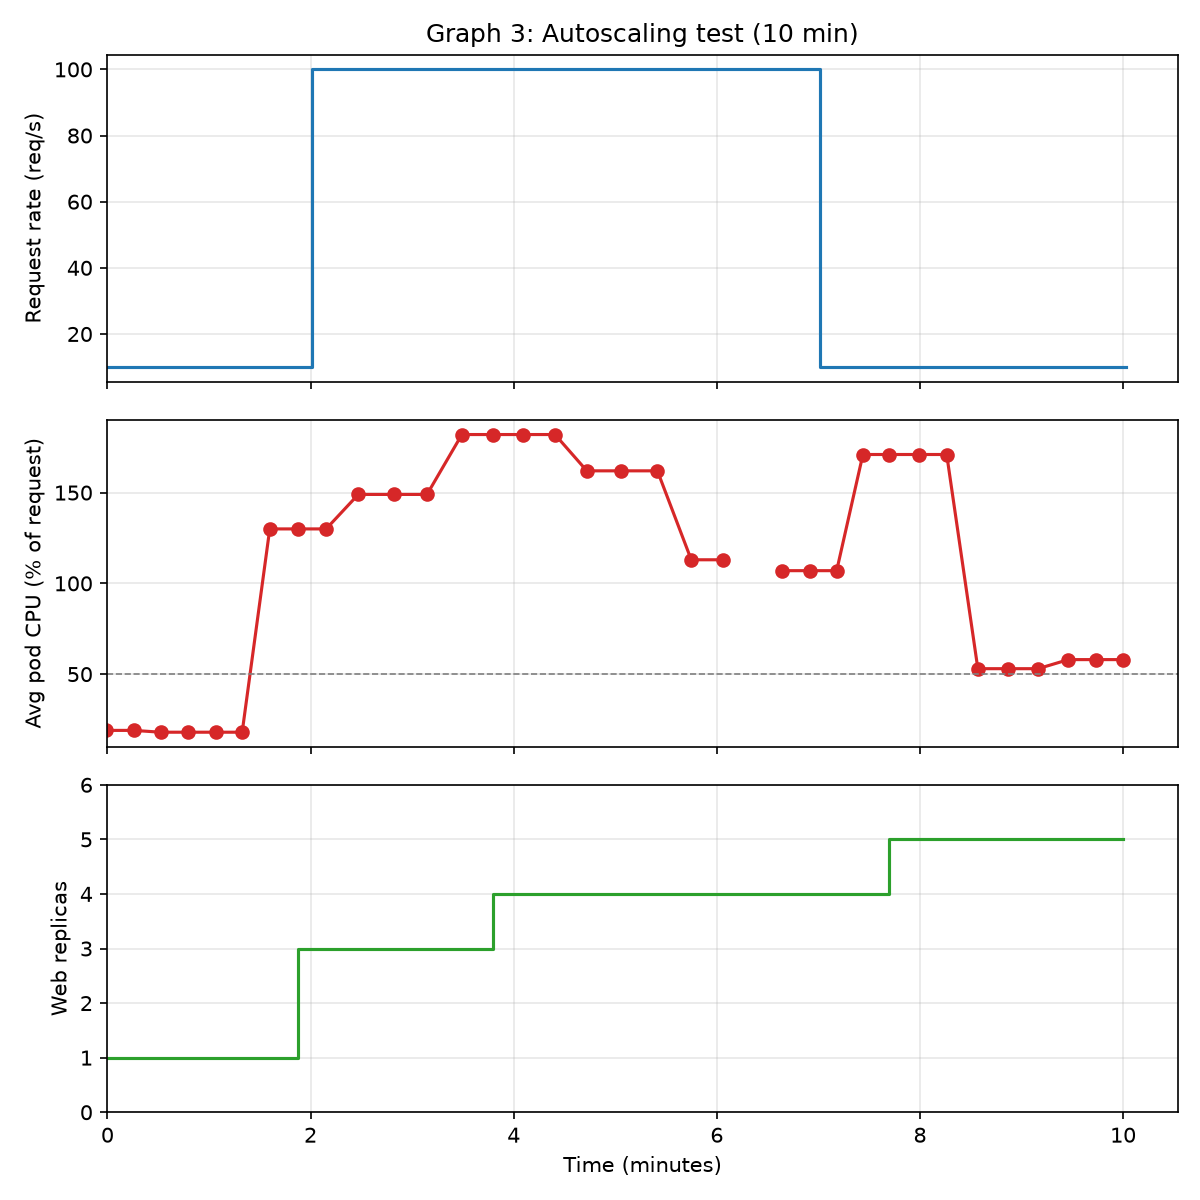 Graph 3: Autoscaling test (10 min)
Request rate (req/s)
100
80
60
40
20
Avg pod CPU (% of request)
150
100
50
Web replicas
6
5
4
3
2
1
0
0 2 4 6 8 10
Time (minutes)